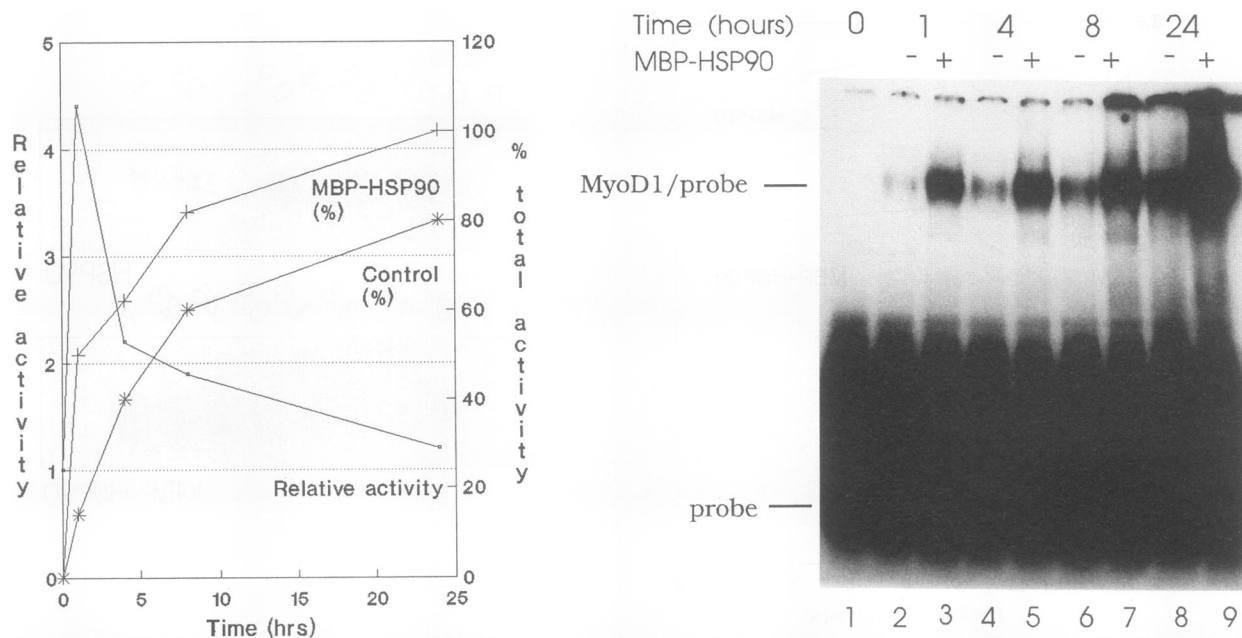 5
4
3
2
1
0
Relative activity
120
100
80
60
40
20
0
% total activity
MBP-HSP90
(%)
Control
(%)
Relative activity
0 5 10 15 20 25
Time (hrs)
Time (hours) 0 1 4 8 24
MBP-HSP90 - + - + - + - +
MyoD1/probe
probe
1 2 3 4 5 6 7 8 9